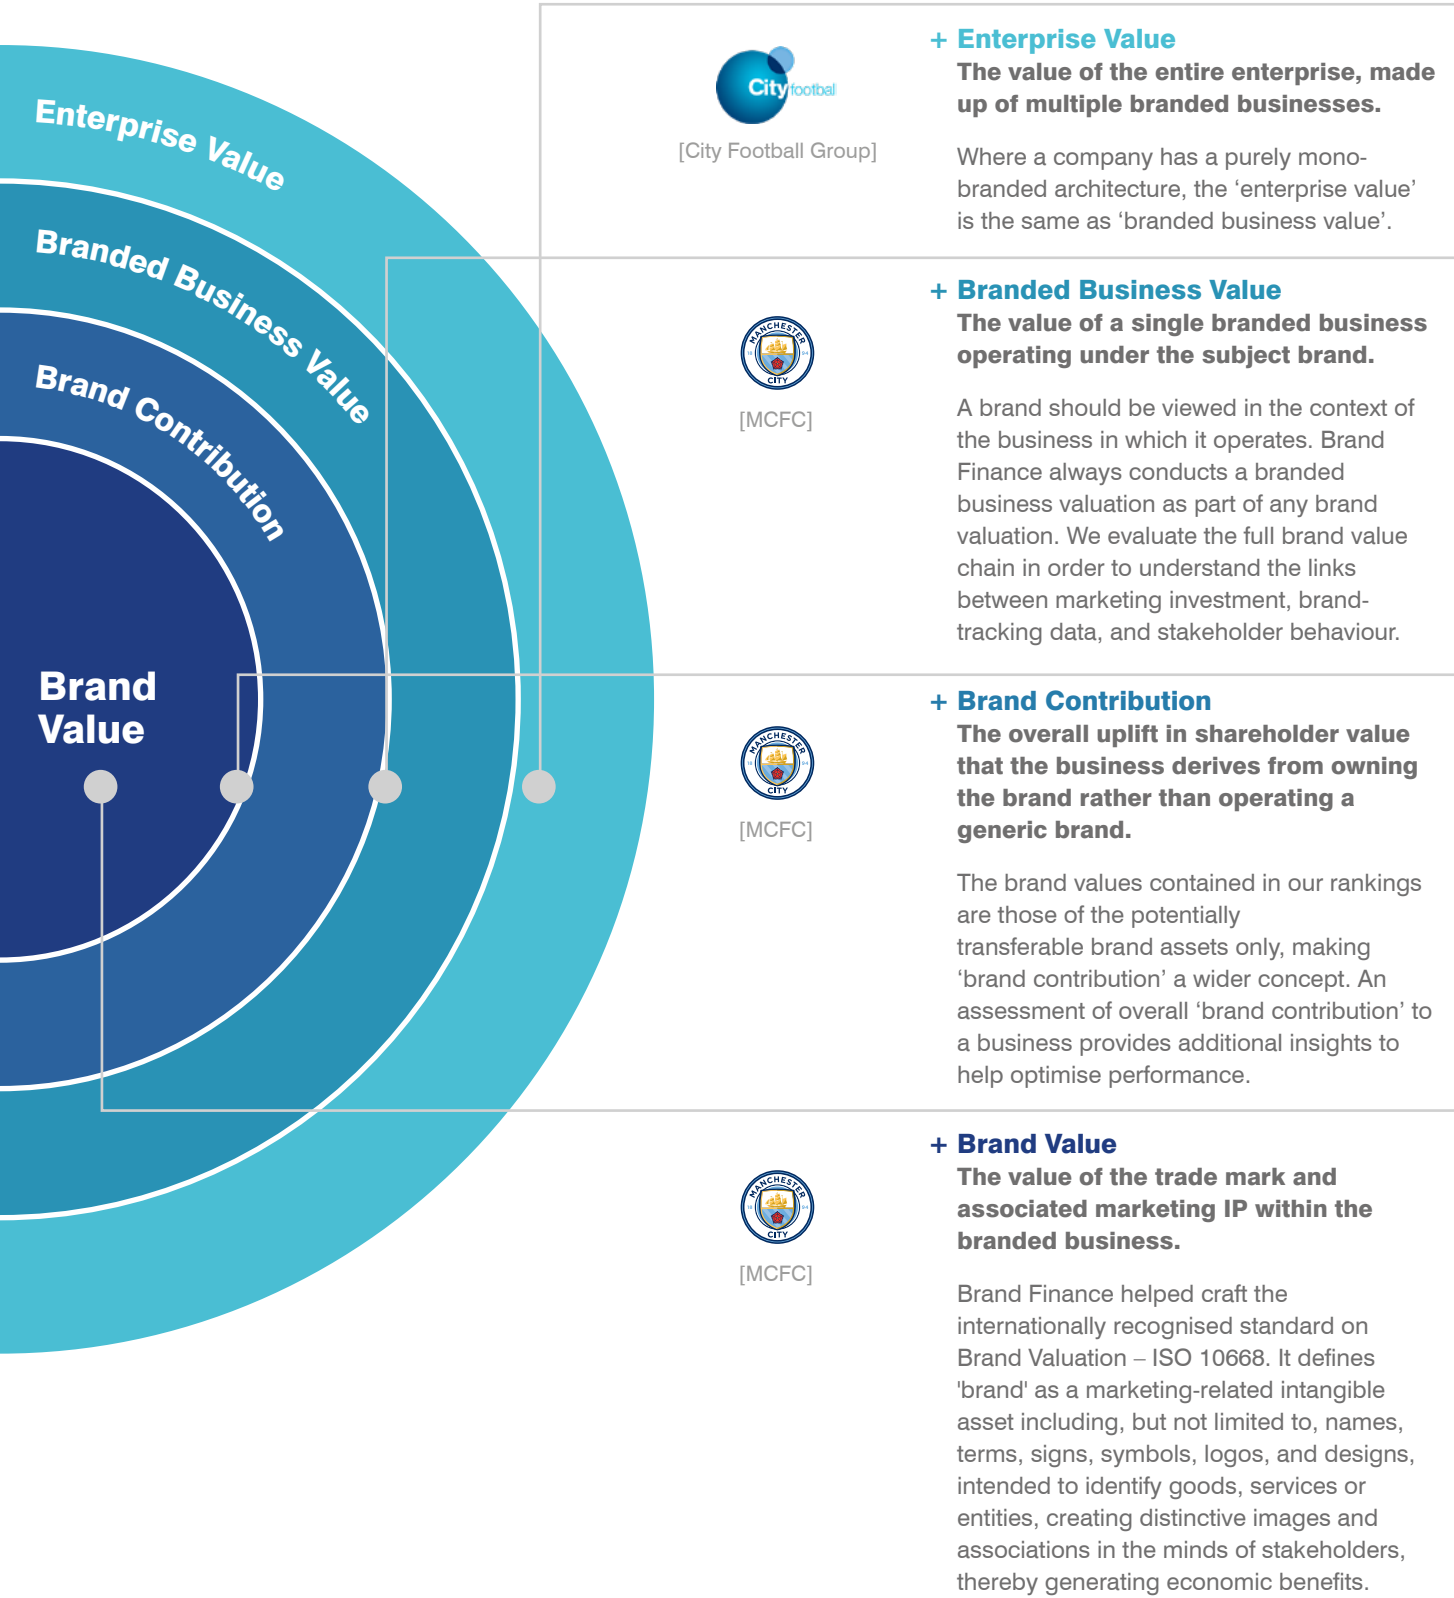 Enterprise Value
Branded Business Value
Brand Contribution
Brand
Value
City football
[City Football Group]
+ Enterprise Value
The value of the entire enterprise, made
up of multiple branded businesses.
Where a company has a purely mono-
branded architecture, the ‘enterprise value’
is the same as ‘branded business value’.
MANCHESTER
18 94
CITY
[MCFC]
+ Branded Business Value
The value of a single branded business
operating under the subject brand.
A brand should be viewed in the context of
the business in which it operates. Brand
Finance always conducts a branded
business valuation as part of any brand
valuation. We evaluate the full brand value
chain in order to understand the links
between marketing investment, brand-
tracking data, and stakeholder behaviour.
MANCHESTER
18 94
CITY
[MCFC]
+ Brand Contribution
The overall uplift in shareholder value
that the business derives from owning
the brand rather than operating a
generic brand.
The brand values contained in our rankings
are those of the potentially
transferable brand assets only, making
‘brand contribution’ a wider concept. An
assessment of overall ‘brand contribution’ to
a business provides additional insights to
help optimise performance.
MANCHESTER
18 94
CITY
[MCFC]
+ Brand Value
The value of the trade mark and
associated marketing IP within the
branded business.
Brand Finance helped craft the
internationally recognised standard on
Brand Valuation – ISO 10668. It defines
'brand' as a marketing-related intangible
asset including, but not limited to, names,
terms, signs, symbols, logos, and designs,
intended to identify goods, services or
entities, creating distinctive images and
associations in the minds of stakeholders,
thereby generating economic benefits.